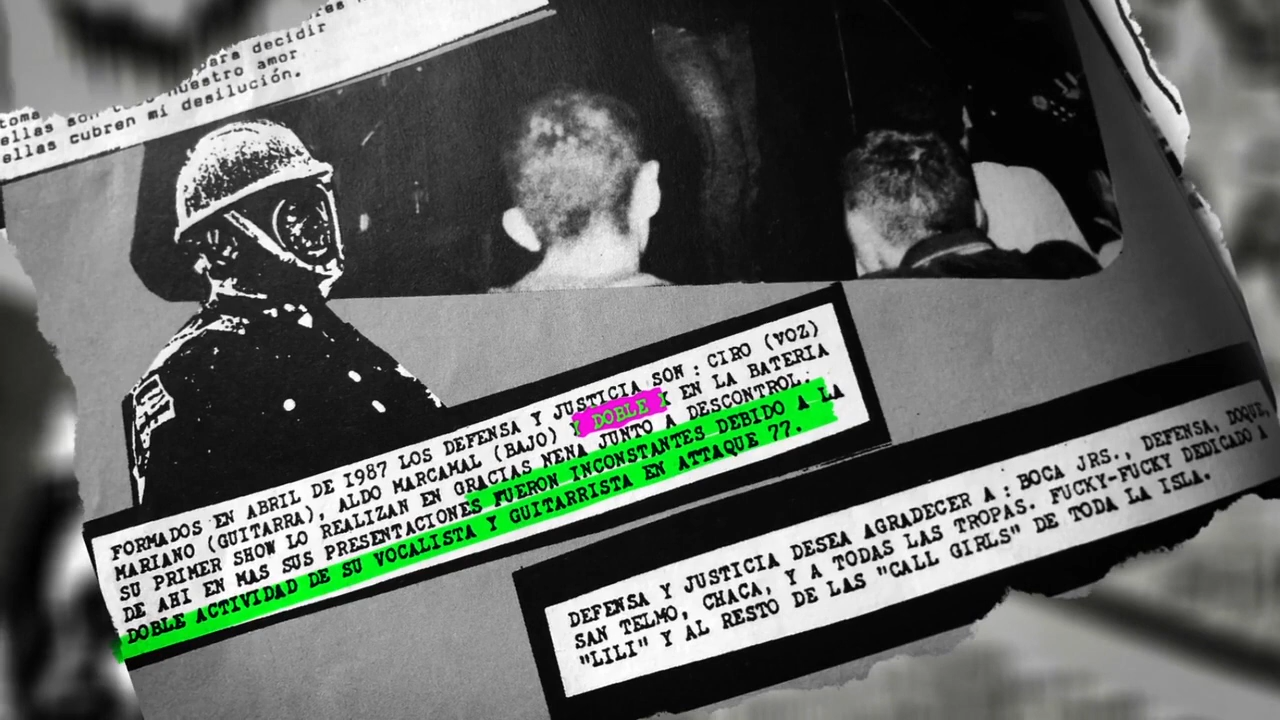 para decidir
nuestro amor
toma
ellas cubren mi desilución.
FORMADOS EN ABRIL DE I987 LOS DEFENSA Y JUSTICIA SON : CIRO (VOZ)
MARIANO (GUITARRA), ALDO MARCAMAL (BAJO) Y DOBLE X EN LA BATERIA
SU PRIMER SHOW LO REALIZAN EN GRACIAS NENA JUNTO A DESCONTROL.
DE AHI EN MAS SUS PRESENTACIONES FUERON INCONSTANTES DEBIDO A LA
DOBLE ACTIVIDAD DE SU VOCALISTA Y GUITARRISTA EN ATTAQUE 77.
DEFENSA Y JUSTICIA DESEA AGRADECER A : BOCA JRS., DEFENSA, DOQUE,
SAN TELMO, CHACA, Y A TODAS LAS TROPAS. FUCKY-FUCKY DEDICADO A
"LILI" Y AL RESTO DE LAS "CALL GIRLS" DE TODA LA ISLA.